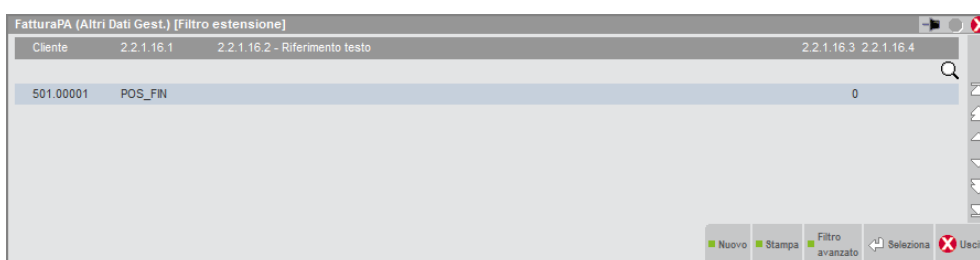 FatturaPA (Altri Dati Gest.) [Filtro estensione]
Cliente 2.2.1.16.1 2.2.1.16.2 - Riferimento testo 2.2.1.16.3 2.2.1.16.4
501.00001 POS_FIN 0
Nuovo Stampa Filtro avanzato Seleziona Usci